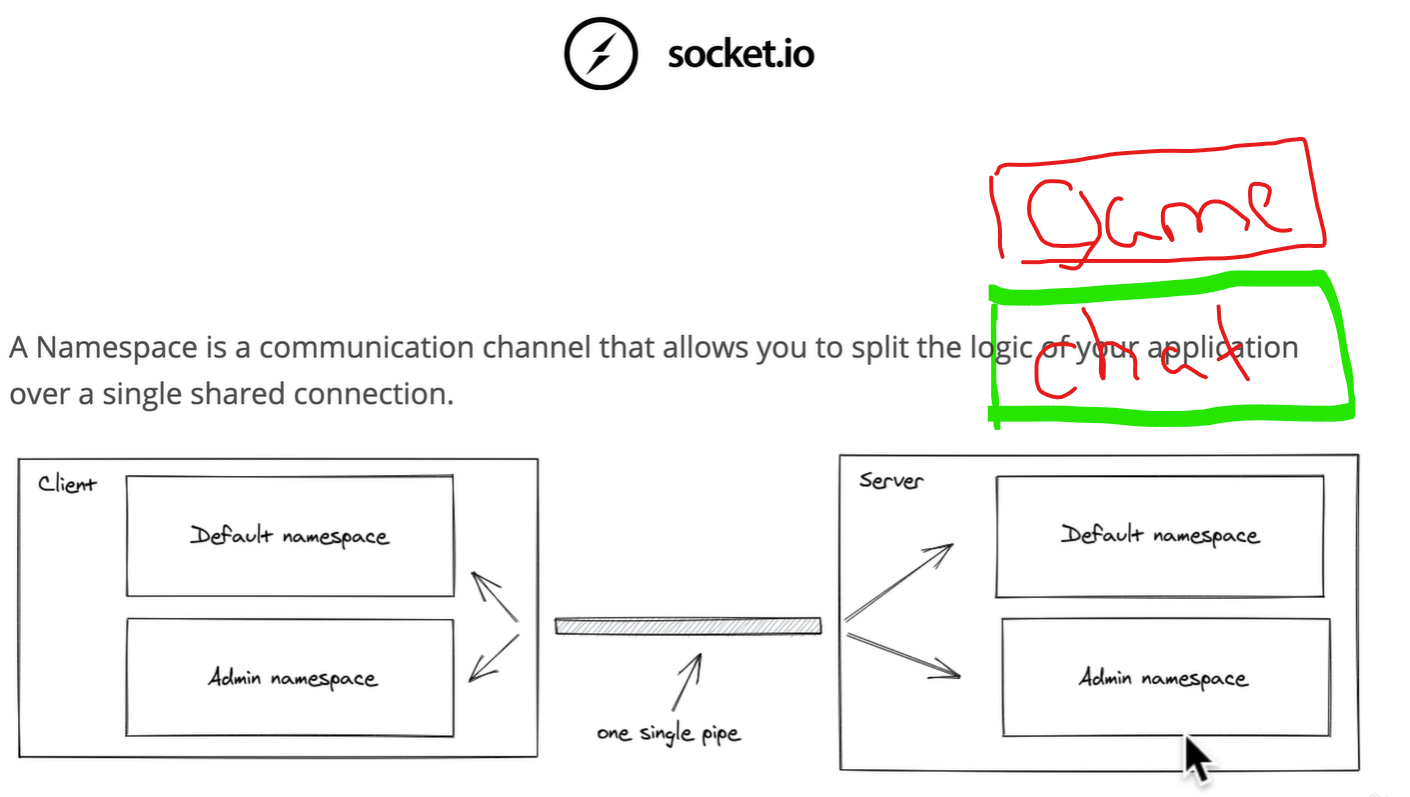 socket.io
Game
A Namespace is a communication channel that allows you to split the logic of your application
chat
over a single shared connection.
Client
Default namespace
Admin namespace
one single pipe
Server
Default namespace
Admin namespace